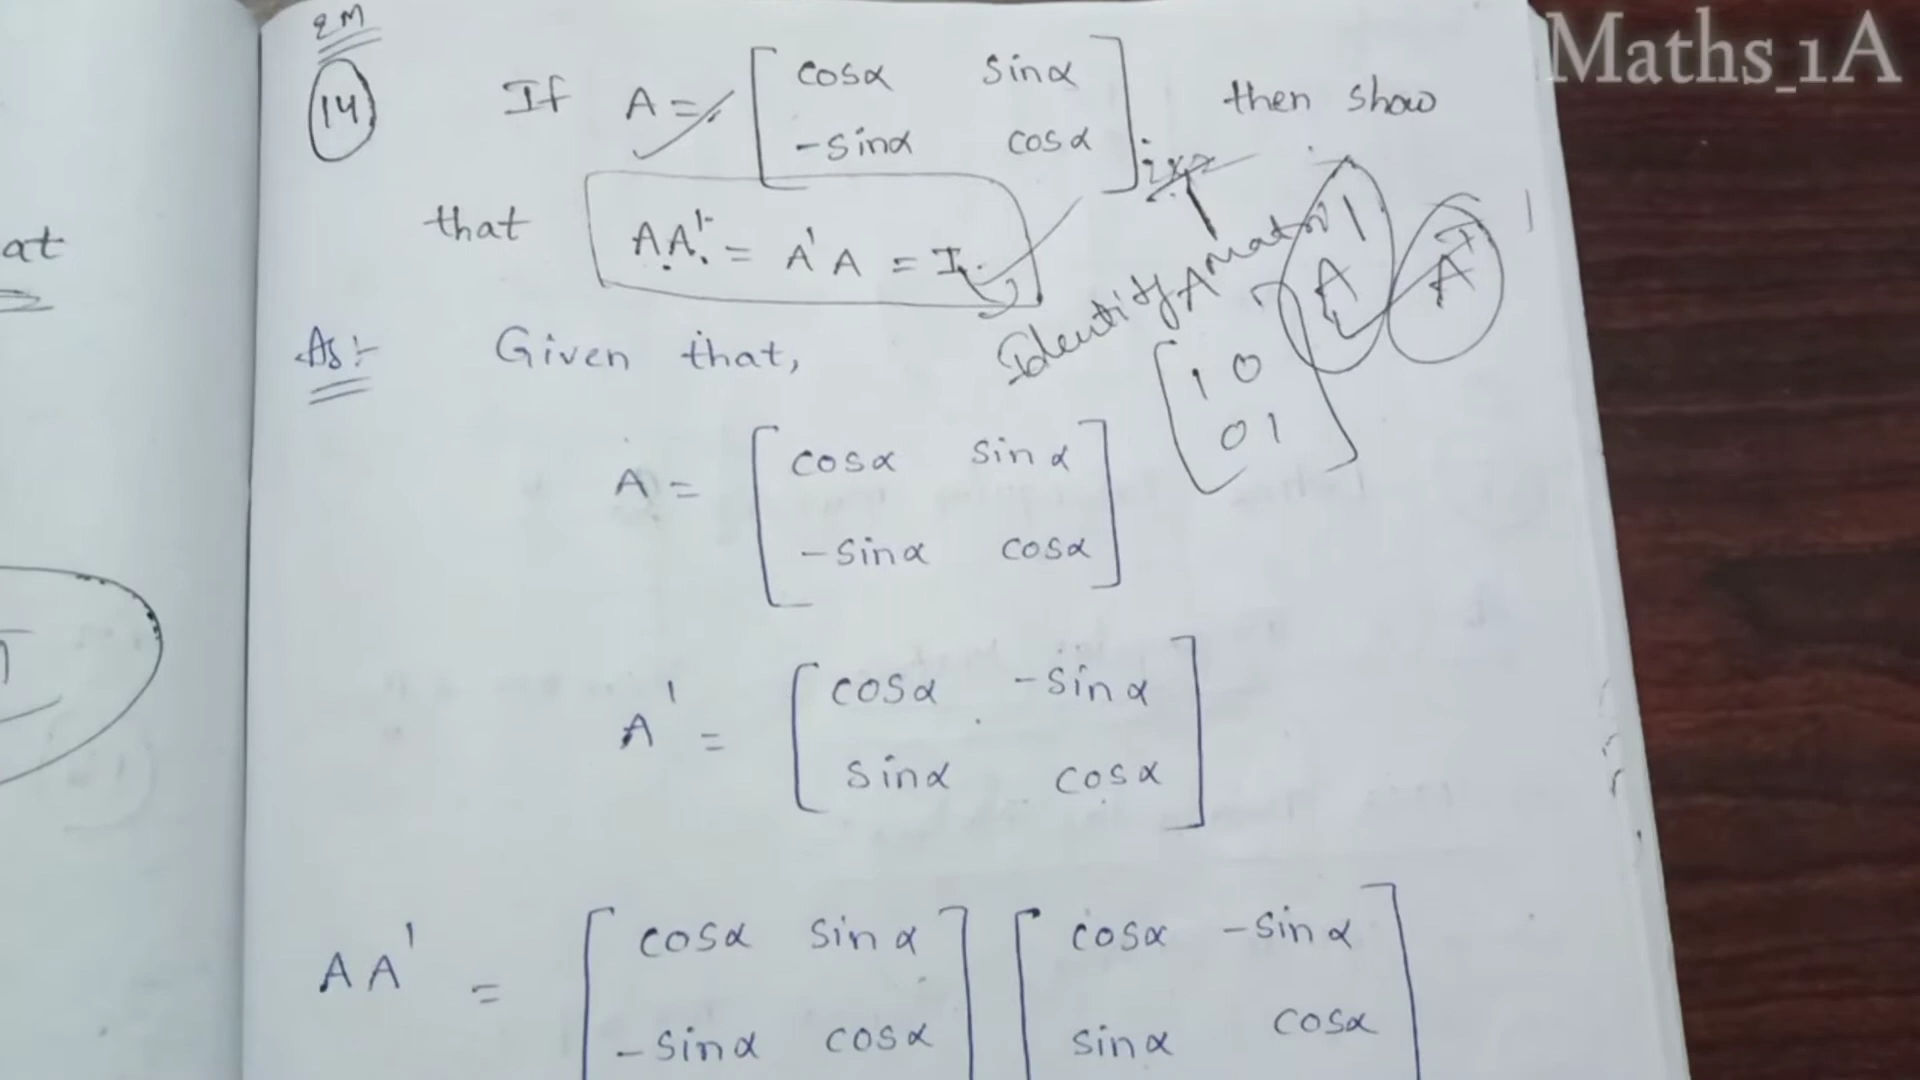 Maths_1A
2M
14 If A = [ cosα sinα
-sinα cosα ]2x2 then show
that AA' = A'A = I
Identity Matrix
A A
at
As:- Given that,
[ 1 0
0 1 ]
A = [ cosα sinα
-sinα cosα ]
A' = [ cosα -sinα
sinα cosα ]
AA' = [ cosα sinα ] [ cosα -sinα ]
-sinα cosα sinα cosα